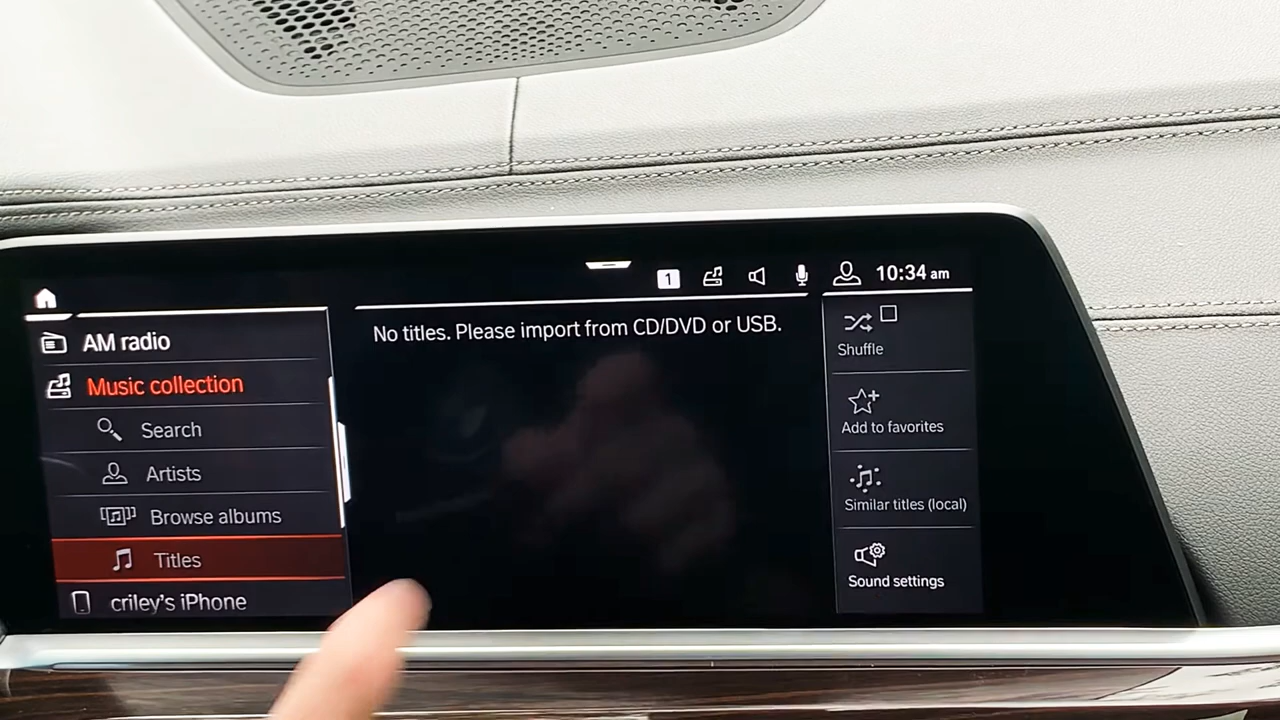 1
10:34 am
AM radio
Music collection
Search
Artists
Browse albums
Titles
criley's iPhone
No titles. Please import from CD/DVD or USB.
Shuffle
Add to favorites
Similar titles (local)
Sound settings